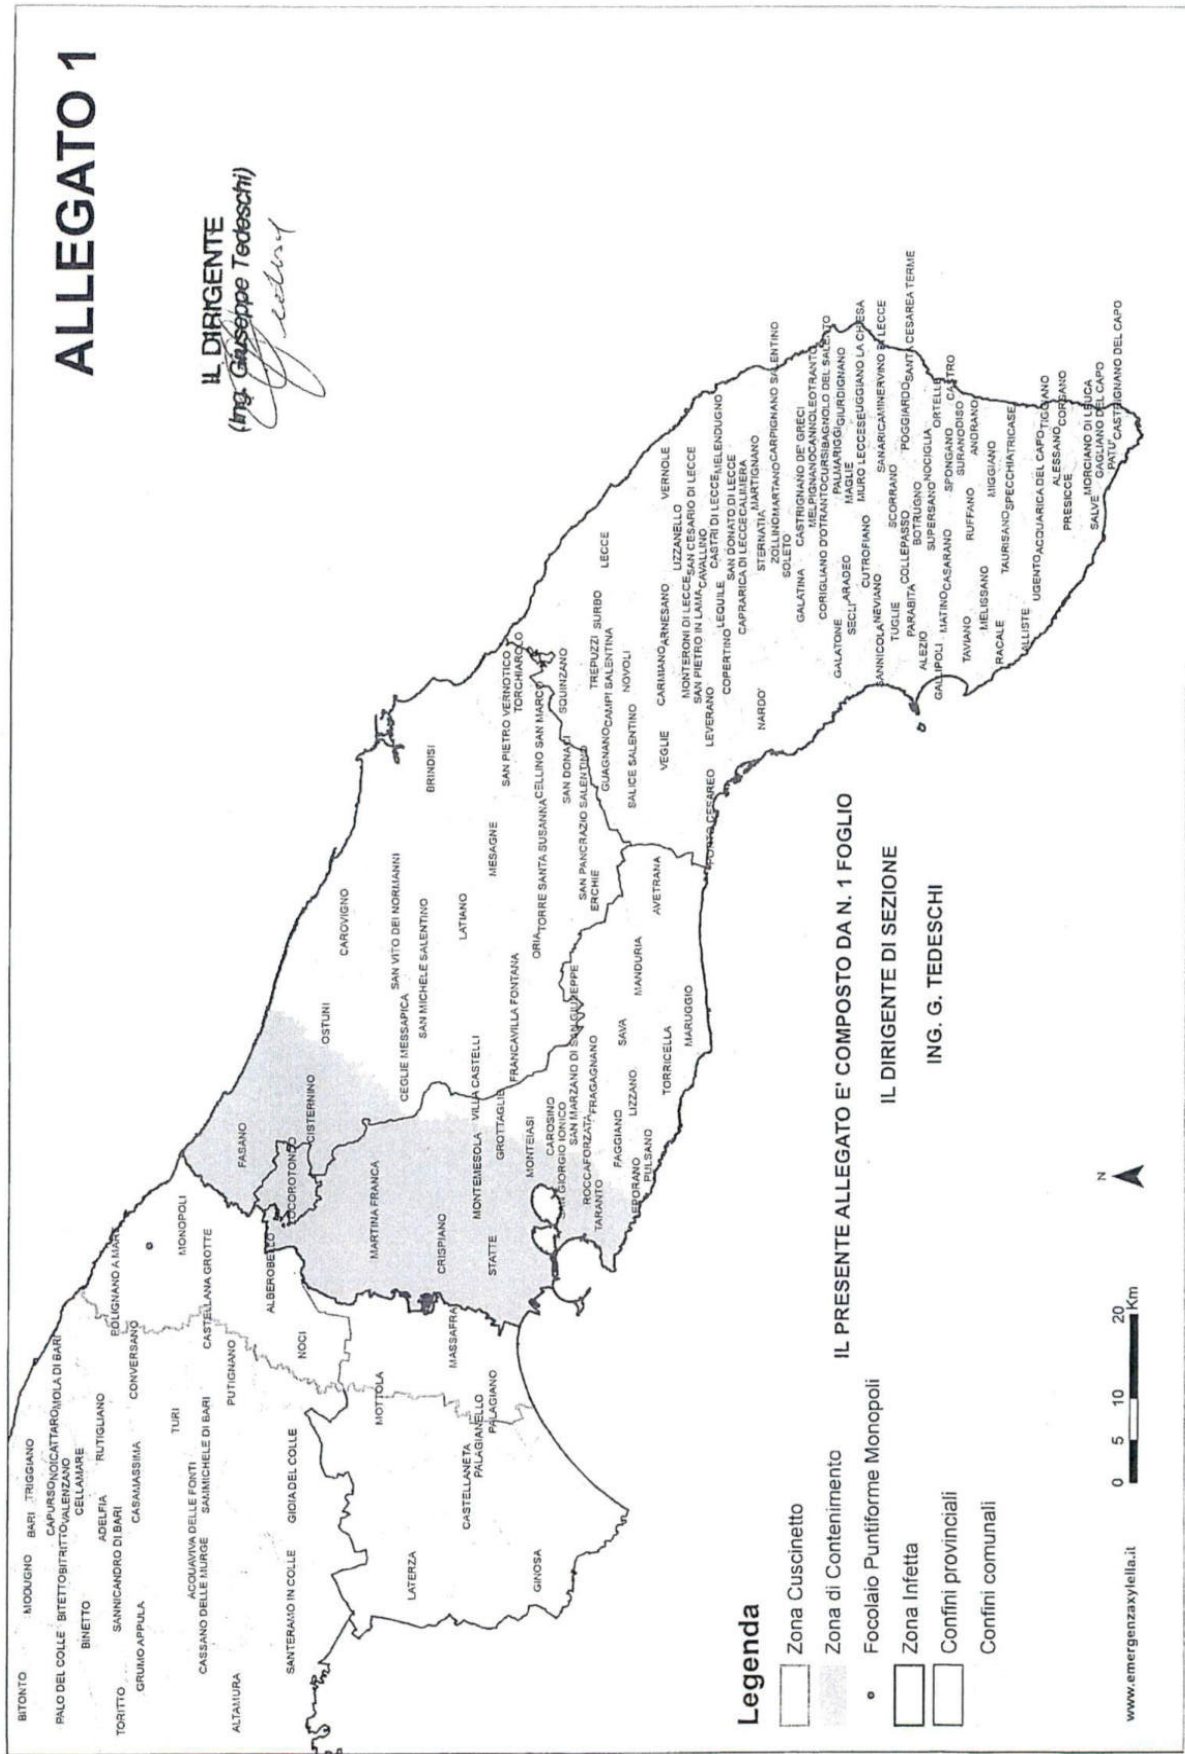 ALLEGATO 1
IL DIRIGENTE
(Ing. Giuseppe Tedeschi)
BITONTO
MODUGNO
BARI
TRIGGIANO
PALO DEL COLLE
BITETTO
BITRITTO
VALENZANO
CAPURSO
NOICATTARO
MOLA DI BARI
CELLAMARE
BINETTO
ADELFIA
RUTIGLIANO
POLIGNANO A MARE
TORITTO
SANNICANDRO DI BARI
GRUMO APPULA
CASAMASSIMA
CONVERSANO
MONOPOLI
TURI
ACQUAVIVA DELLE FONTI
CASSANO DELLE MURGE
SAMMICHELE DI BARI
CASTELLANA GROTTE
PUTIGNANO
ALTAMURA
SANTERAMO IN COLLE
GIOIA DEL COLLE
NOCI
ALBEROBELLO
LOCOROTONDO
FASANO
CISTERNINO
OSTUNI
CAROVIGNO
BRINDISI
MARTINA FRANCA
MOTTOLA
LATERZA
CASTELLANETA
PALAGIANELLO
PALAGIANO
MASSAFRA
CRISPIANO
GINOSA
STATTE
MONTEMESOLA
VILLA CASTELLI
GROTTAGLIE
MONTEIASI
CEGLIE MESSAPICA
SAN VITO DEI NORMANNI
SAN MICHELE SALENTINO
LATIANO
MESAGNE
FRANCAVILLA FONTANA
ORIA
TORRE SANTA SUSANNA
CELLINO SAN MARCO
SAN PIETRO VERNOTICO
TORCHIAROLO
SQUINZANO
SAN DONACI
SAN PANCRAZIO SALENTINO
ERCHIE
CAROSINO
SAN GIORGIO IONICO
SAN MARZANO DI SAN GIUSEPPE
ROCCAFORZATA
FRAGAGNANO
TARANTO
FAGGIANO
SAVA
LIZZANO
LEPORANO
PULSANO
MANDURIA
AVETRANA
TORRICELLA
MARUGGIO
TREPUZZI
SURBO
LECCE
GUAGNANO
CAMPI SALENTINA
SALICE SALENTINO
NOVOLI
VEGLIE
CARMIANO
ARNESANO
LIZZANELLO
VERNOLE
MONTERONI DI LECCE
SAN CESARIO DI LECCE
SAN PIETRO IN LAMA
CAVALLINO
PORTO CESAREO
LEVERANO
LEQUILE
CASTRI DI LECCE
MELENDUGNO
COPERTINO
SAN DONATO DI LECCE
CAPRARICA DI LECCE
CALIMERA
NARDO'
STERNATIA
MARTIGNANO
ZOLLINO
MARTANO
CARPIGNANO SALENTINO
SOLETO
GALATINA
CASTRIGNANO DE' GRECI
MELPIGNANO
CANNOLE
OTRANTO
CORIGLIANO D'OTRANTO
CURSI
BAGNOLO DEL SALENTO
GALATONE
PALMARIGGI
GIURDIGNANO
SECLI
ARADEO
MAGLIE
MURO LECCESE
UGGIANO LA CHIESA
CUTROFIANO
SANNICOLA
NEVIANO
SANARICA
MINERVINO DI LECCE
TUGLIE
SCORRANO
PARABITA
COLLEPASSO
POGGIARDO
SANTA CESAREA TERME
BOTRUGNO
ALEZIO
SUPERSANO
NOCIGLIA
ORTELLE
GALLIPOLI
MATINO
CASARANO
SPONGANO
CASTRO
SURANO
DISO
TAVIANO
RUFFANO
ANDRANO
MELISSANO
MIGGIANO
RACALE
TAURISANO
SPECCHIA
TRICASE
ALLISTE
UGENTO
ACQUARICA DEL CAPO
TIGGIANO
ALESSANO
CORSANO
PRESICCE
MORCIANO DI LEUCA
SALVE
GAGLIANO DEL CAPO
PATU'
CASTRIGNANO DEL CAPO
IL PRESENTE ALLEGATO E' COMPOSTO DA N. 1 FOGLIO
IL DIRIGENTE DI SEZIONE
ING. G. TEDESCHI
Legenda
Zona Cuscinetto
Zona di Contenimento
Focolaio Puntiforme Monopoli
Zona Infetta
Confini provinciali
Confini comunali
N
0 5 10 20
Km
www.emergenzaxylella.it